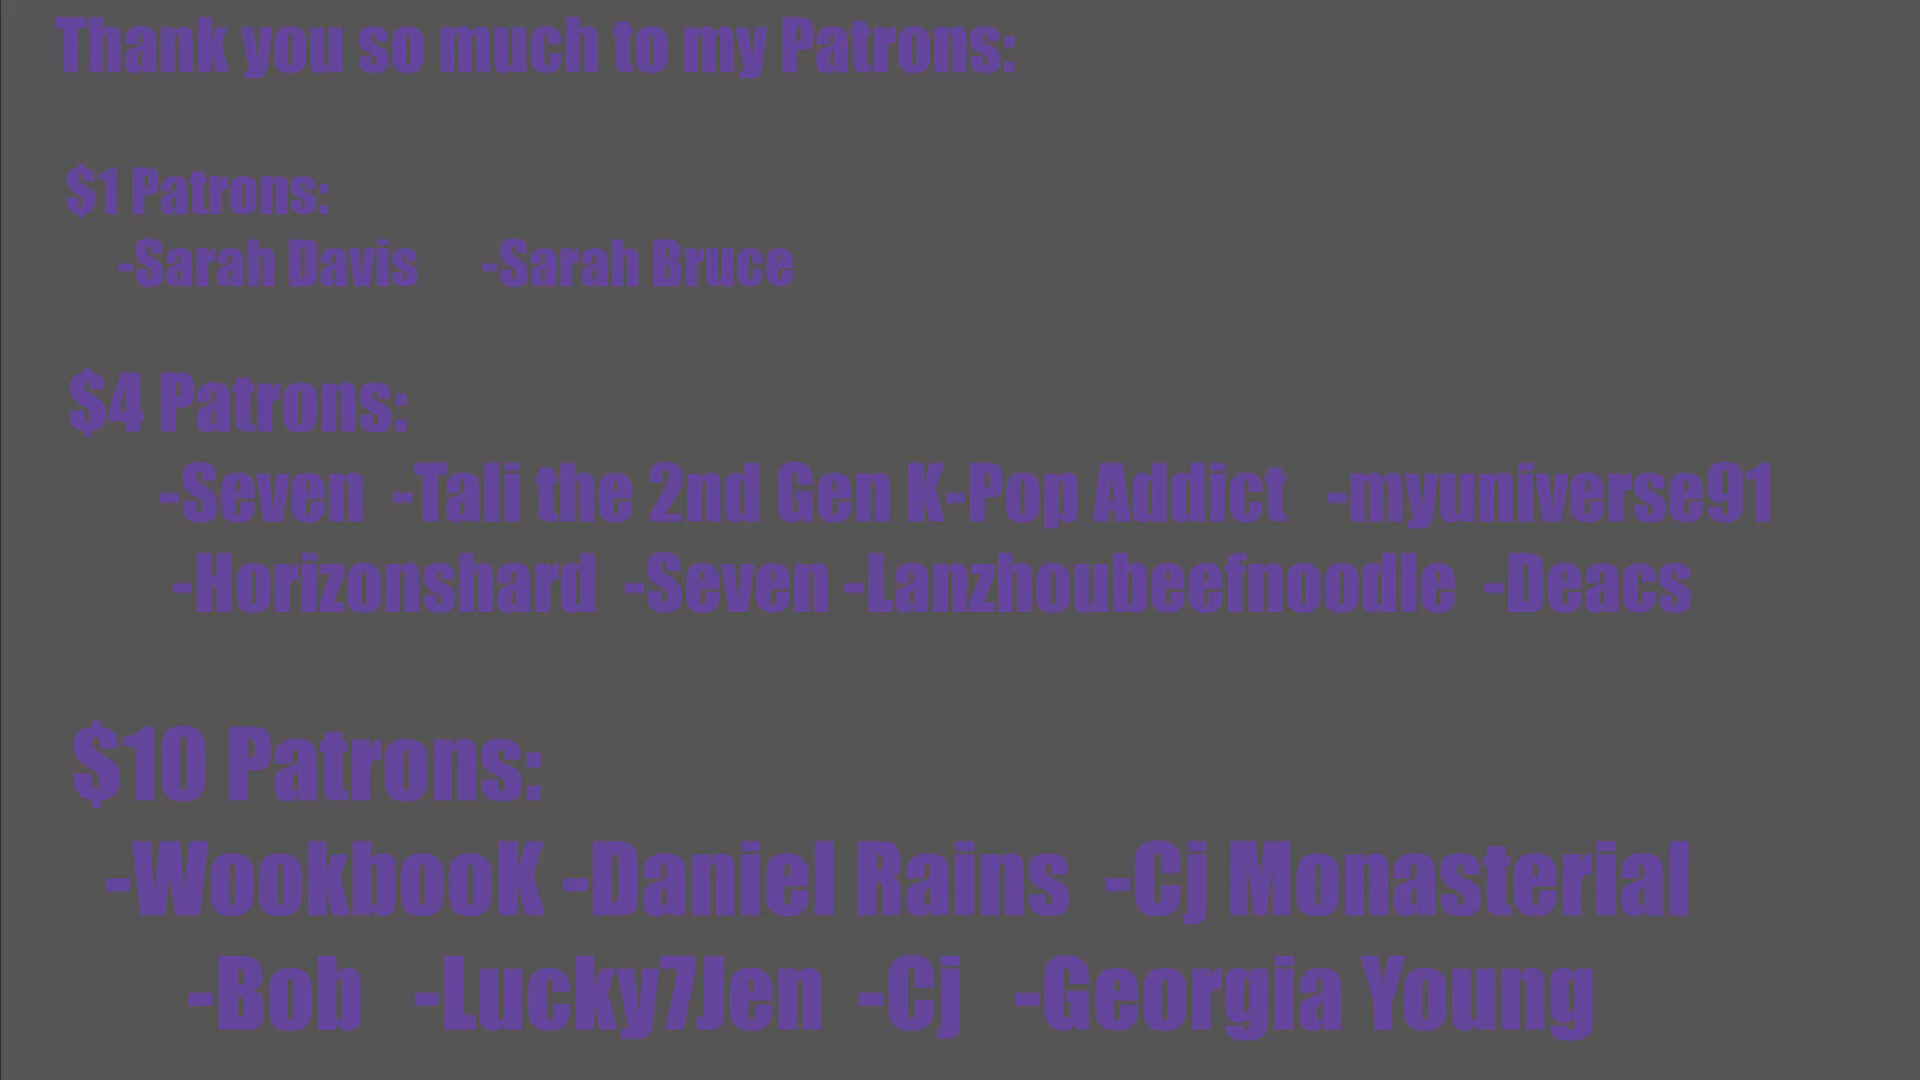 Thank you so much to my Patrons:
$1 Patrons:
-Sarah Davis -Sarah Bruce
$4 Patrons:
-Seven -Tali the 2nd Gen K-Pop Addict -myuniverse91
-Horizonshard -Seven -Lanzhoubeefnoodle -Deacs
$10 Patrons:
-WookbooK -Daniel Rains -Cj Monasterial
-Bob -Lucky7Jen -Cj -Georgia Young